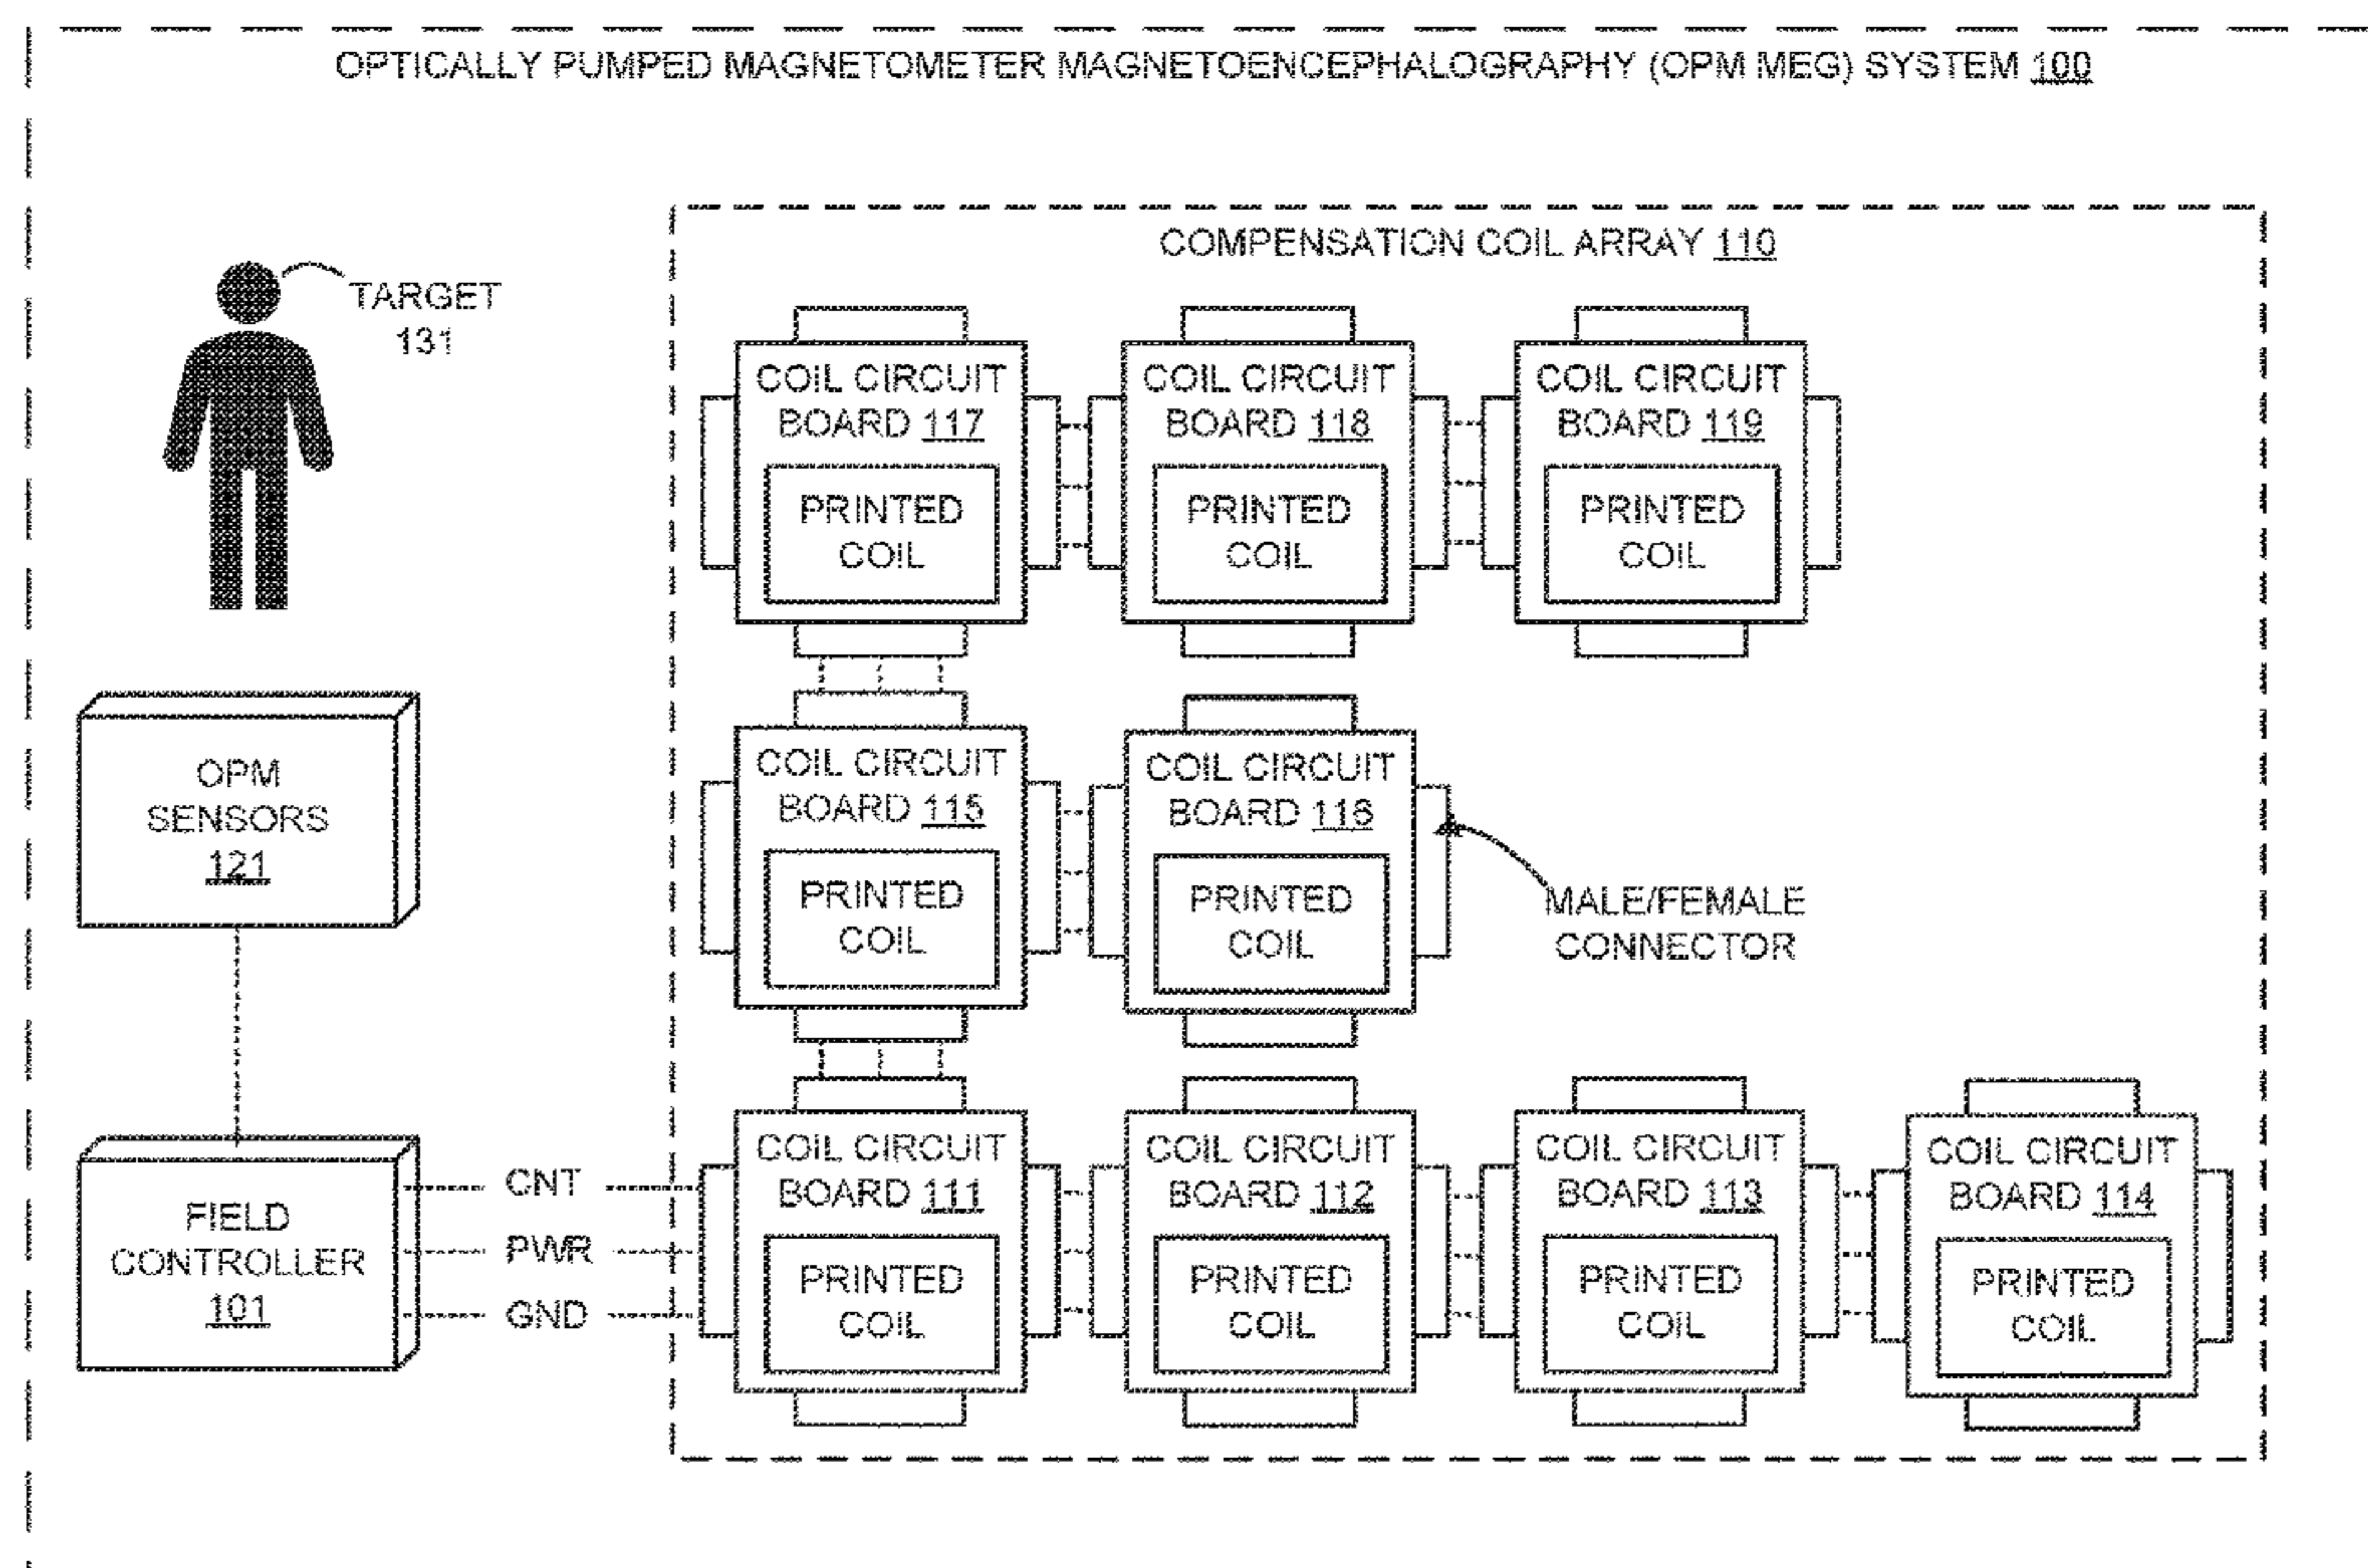 OPTICALLY PUMPED MAGNETOMETER MAGNETOENCEPHALOGRAPHY (OPM MEG) SYSTEM 100
COMPENSATION COIL ARRAY 110
TARGET
131
COIL CIRCUIT
BOARD 117
PRINTED
COIL
COIL CIRCUIT
BOARD 118
PRINTED
COIL
COIL CIRCUIT
BOARD 119
PRINTED
COIL
OPM
SENSORS
121
COIL CIRCUIT
BOARD 115
PRINTED
COIL
COIL CIRCUIT
BOARD 116
PRINTED
COIL
MALE/FEMALE
CONNECTOR
FIELD
CONTROLLER
101
CNT
PWR
GND
COIL CIRCUIT
BOARD 111
PRINTED
COIL
COIL CIRCUIT
BOARD 112
PRINTED
COIL
COIL CIRCUIT
BOARD 113
PRINTED
COIL
COIL CIRCUIT
BOARD 114
PRINTED
COIL